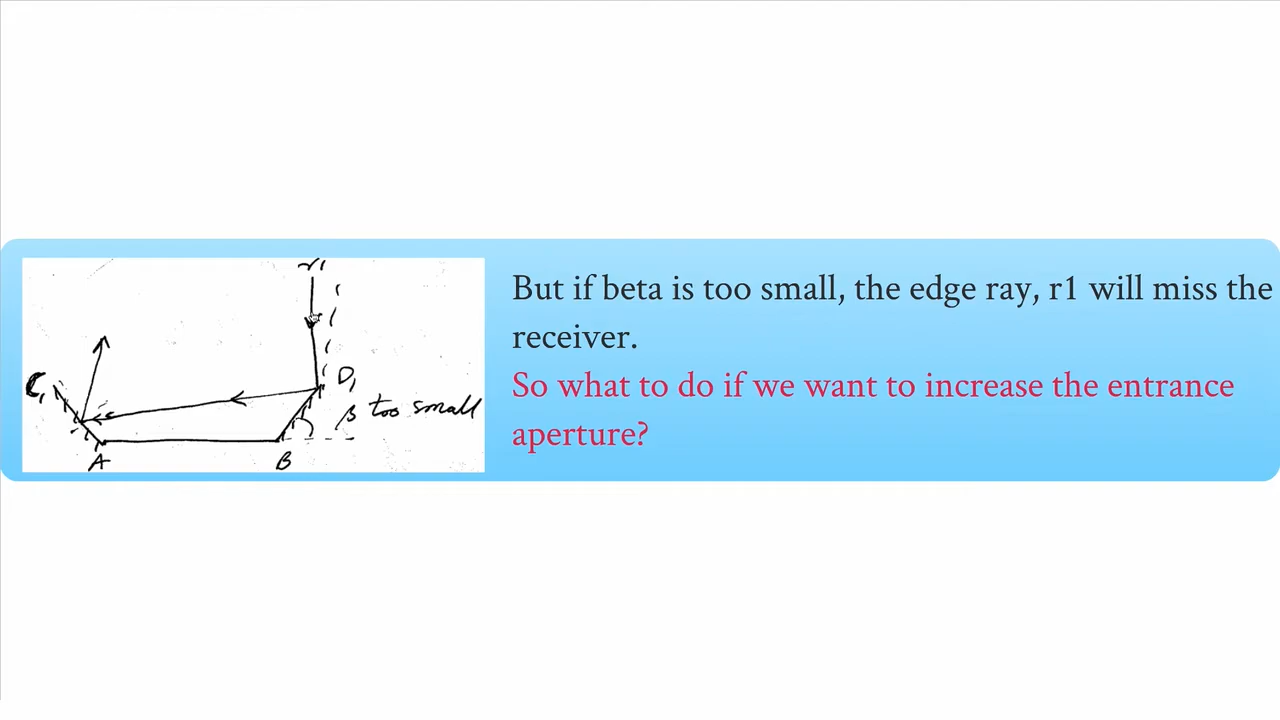 r1
But if beta is too small, the edge ray, r1 will miss the
receiver.
So what to do if we want to increase the entrance
aperture?
C1
D1
β too small
A
B